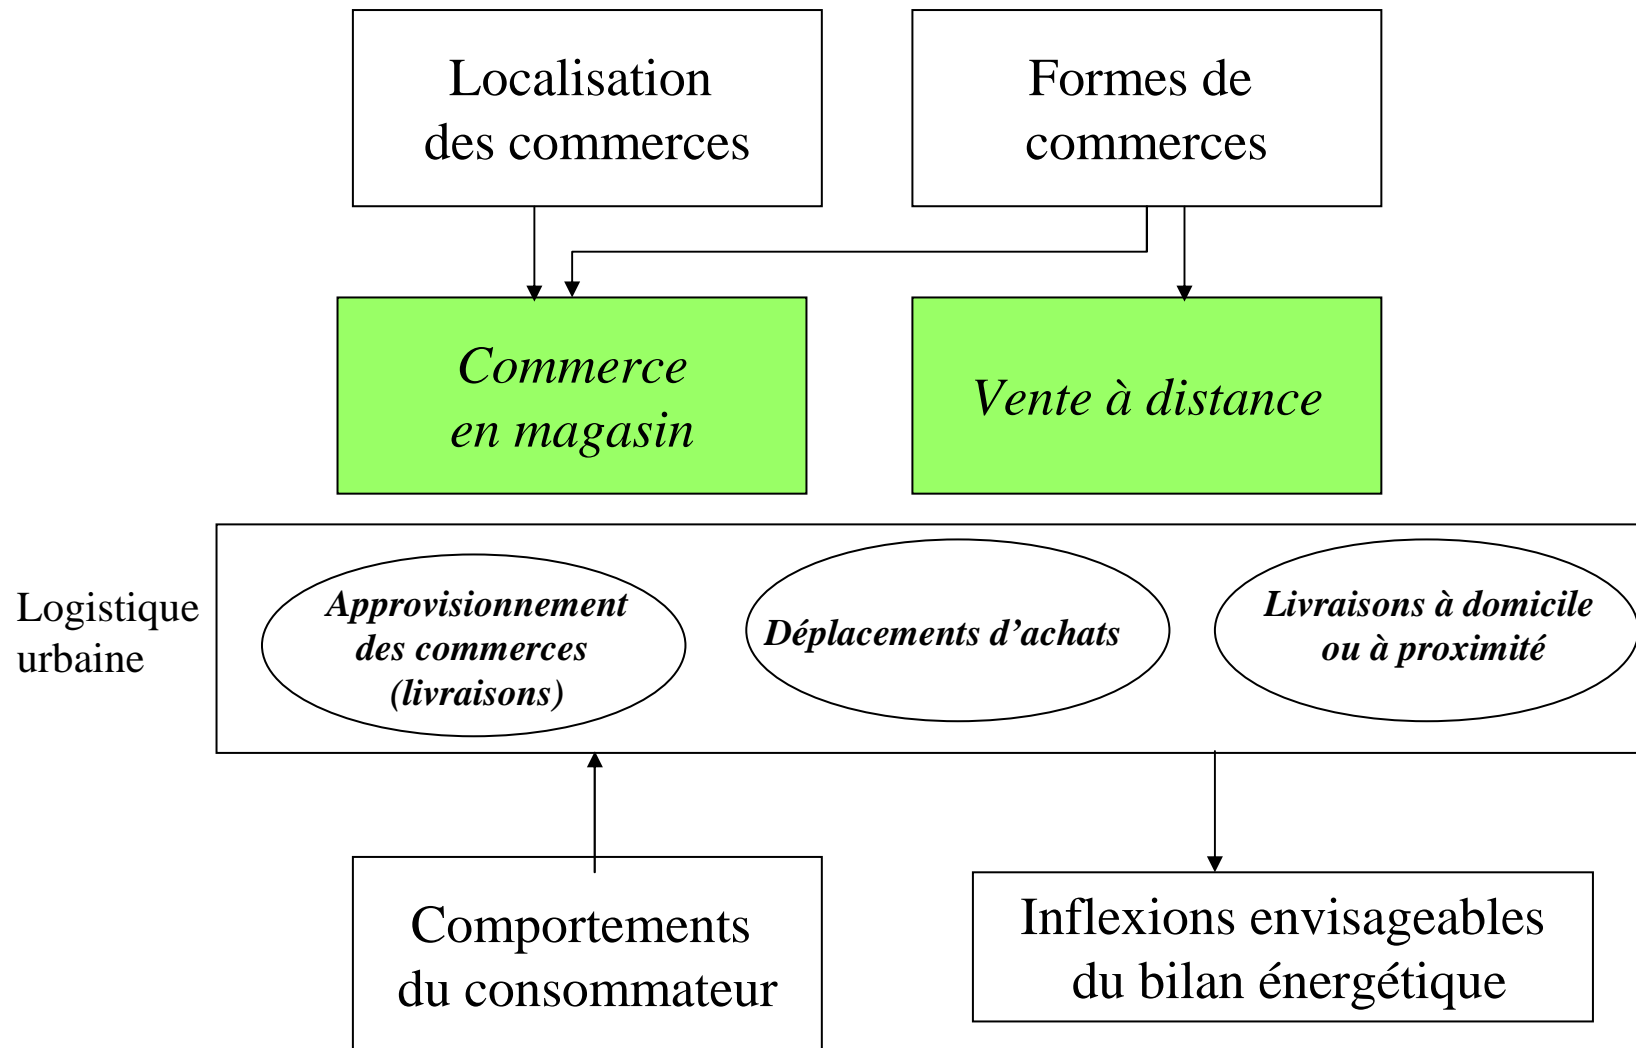 Localisation
des commerces
Formes de
commerces
Commerce
en magasin
Vente à distance
Logistique
urbaine
Approvisionnement
des commerces
(livraisons)
Déplacements d’achats
Livraisons à domicile
ou à proximité
Comportements
du consommateur
Inflexions envisageables
du bilan énergétique